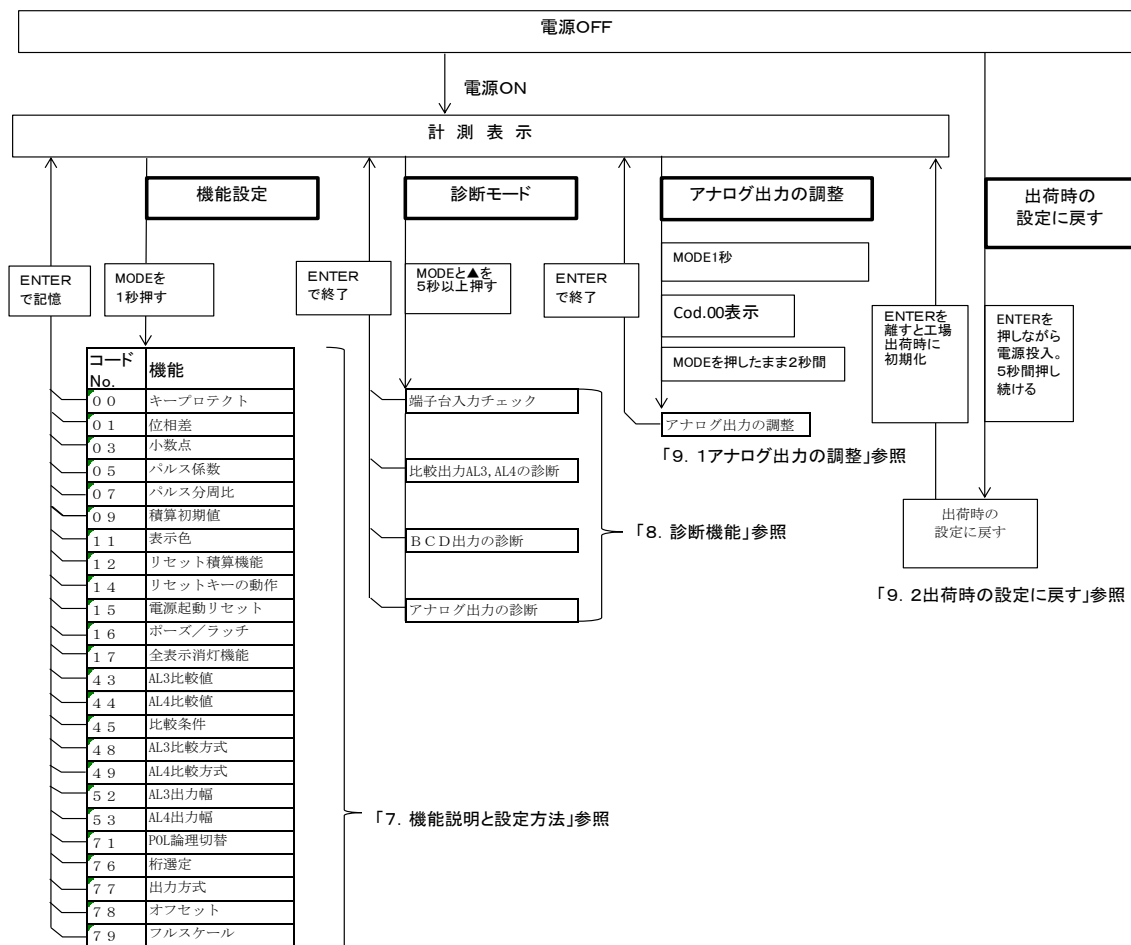 電源OFF
電源ON
計 測 表 示
機能設定
診断モード
アナログ出力の調整
出荷時の
設定に戻す
ENTER
で記憶
MODEを
1秒押す
ENTER
で終了
MODEと▲を
5秒以上押す
ENTER
で終了
MODE1秒
Cod.00表示
MODEを押したまま2秒間
ENTERを
離すと工場
出荷時に
初期化
ENTERを
押しながら
電源投入。
5秒間押し
続ける
コード
No.
機能
00 キープロテクト
01 位相差
03 小数点
05 パルス係数
07 パルス分周比
09 積算初期値
11 表示色
12 リセット積算機能
14 リセットキーの動作
15 電源起動リセット
16 ポーズ/ラッチ
17 全表示消灯機能
43 AL3比較値
44 AL4比較値
45 比較条件
48 AL3比較方式
49 AL4比較方式
52 AL3出力幅
53 AL4出力幅
71 POL論理切替
76 桁選定
77 出力方式
78 オフセット
79 フルスケール
「7.機能説明と設定方法」参照
端子台入力チェック
比較出力AL3,AL4の診断
BCD出力の診断
アナログ出力の診断
「8.診断機能」参照
アナログ出力の調整
「9.1アナログ出力の調整」参照
出荷時の
設定に戻す
「9.2出荷時の設定に戻す」参照